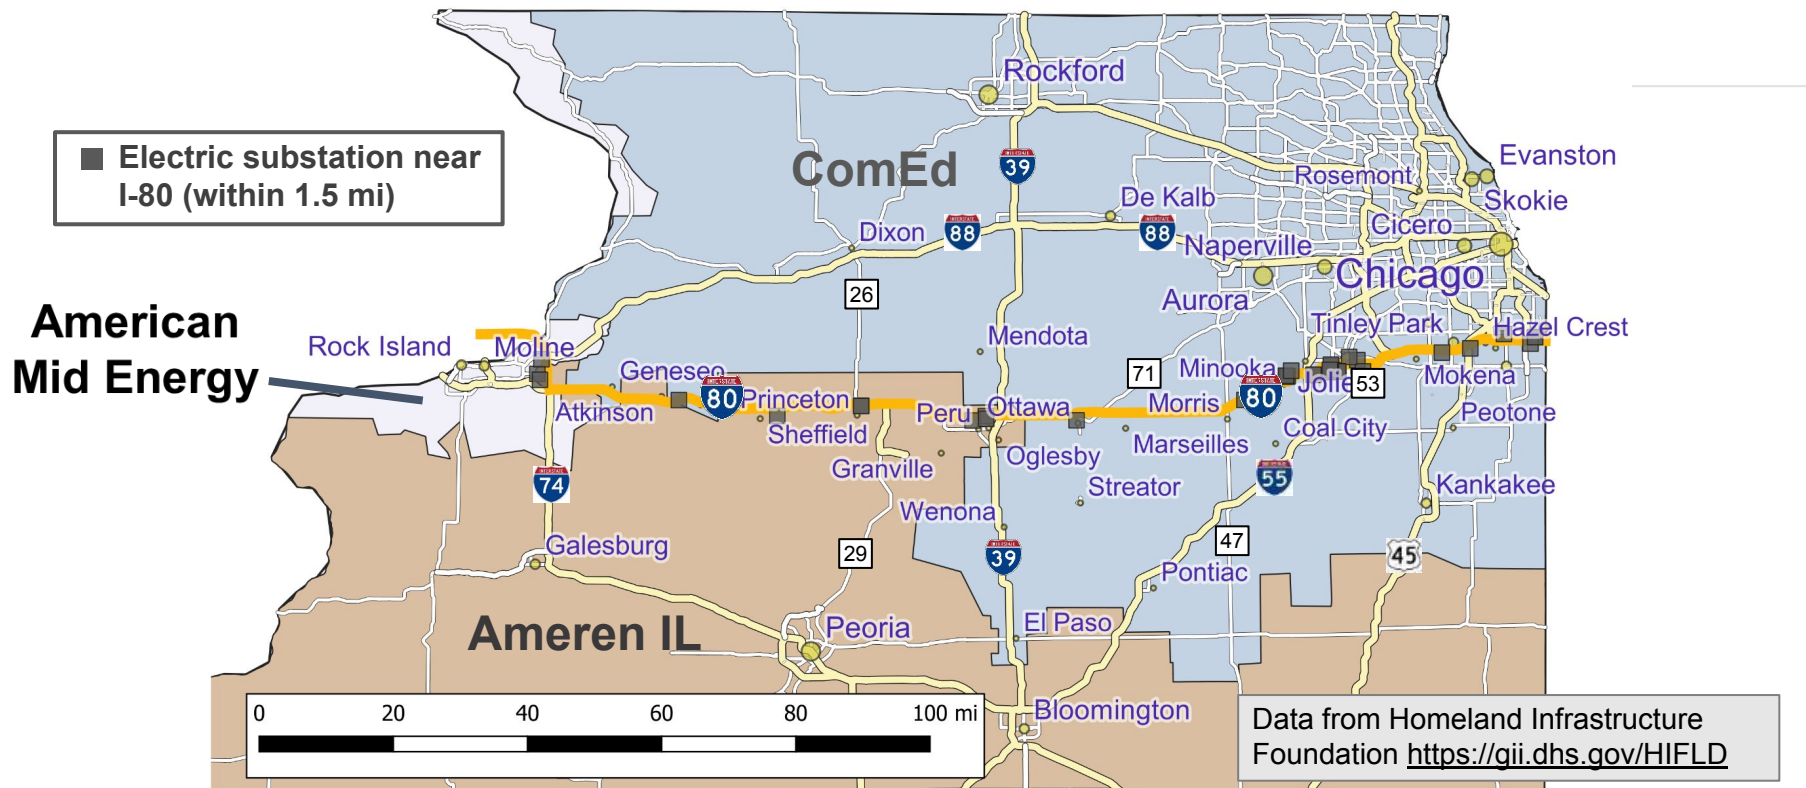 Rockford
Electric substation near
I-80 (within 1.5 mi)
ComEd
39
Evanston
Rosemont
Skokie
De Kalb
Dixon
88
88
Cicero
Naperville
Chicago
26
Aurora
American
Mid Energy
Rock Island
Moline
Mendota
Tinley Park
Hazel Crest
Geneseo
71
Minooka
Jolie
53
Mokena
80
80
Atkinson
Princeton
Peru
Ottawa
Morris
Peotone
Sheffield
Oglesby
Marseilles
Coal City
Granville
74
Streator
55
Kankakee
Wenona
Galesburg
29
39
47
45
Pontiac
Ameren IL
Peoria
El Paso
0 20 40 60 80 100 mi
Bloomington
Data from Homeland Infrastructure
Foundation https://gii.dhs.gov/HIFLD